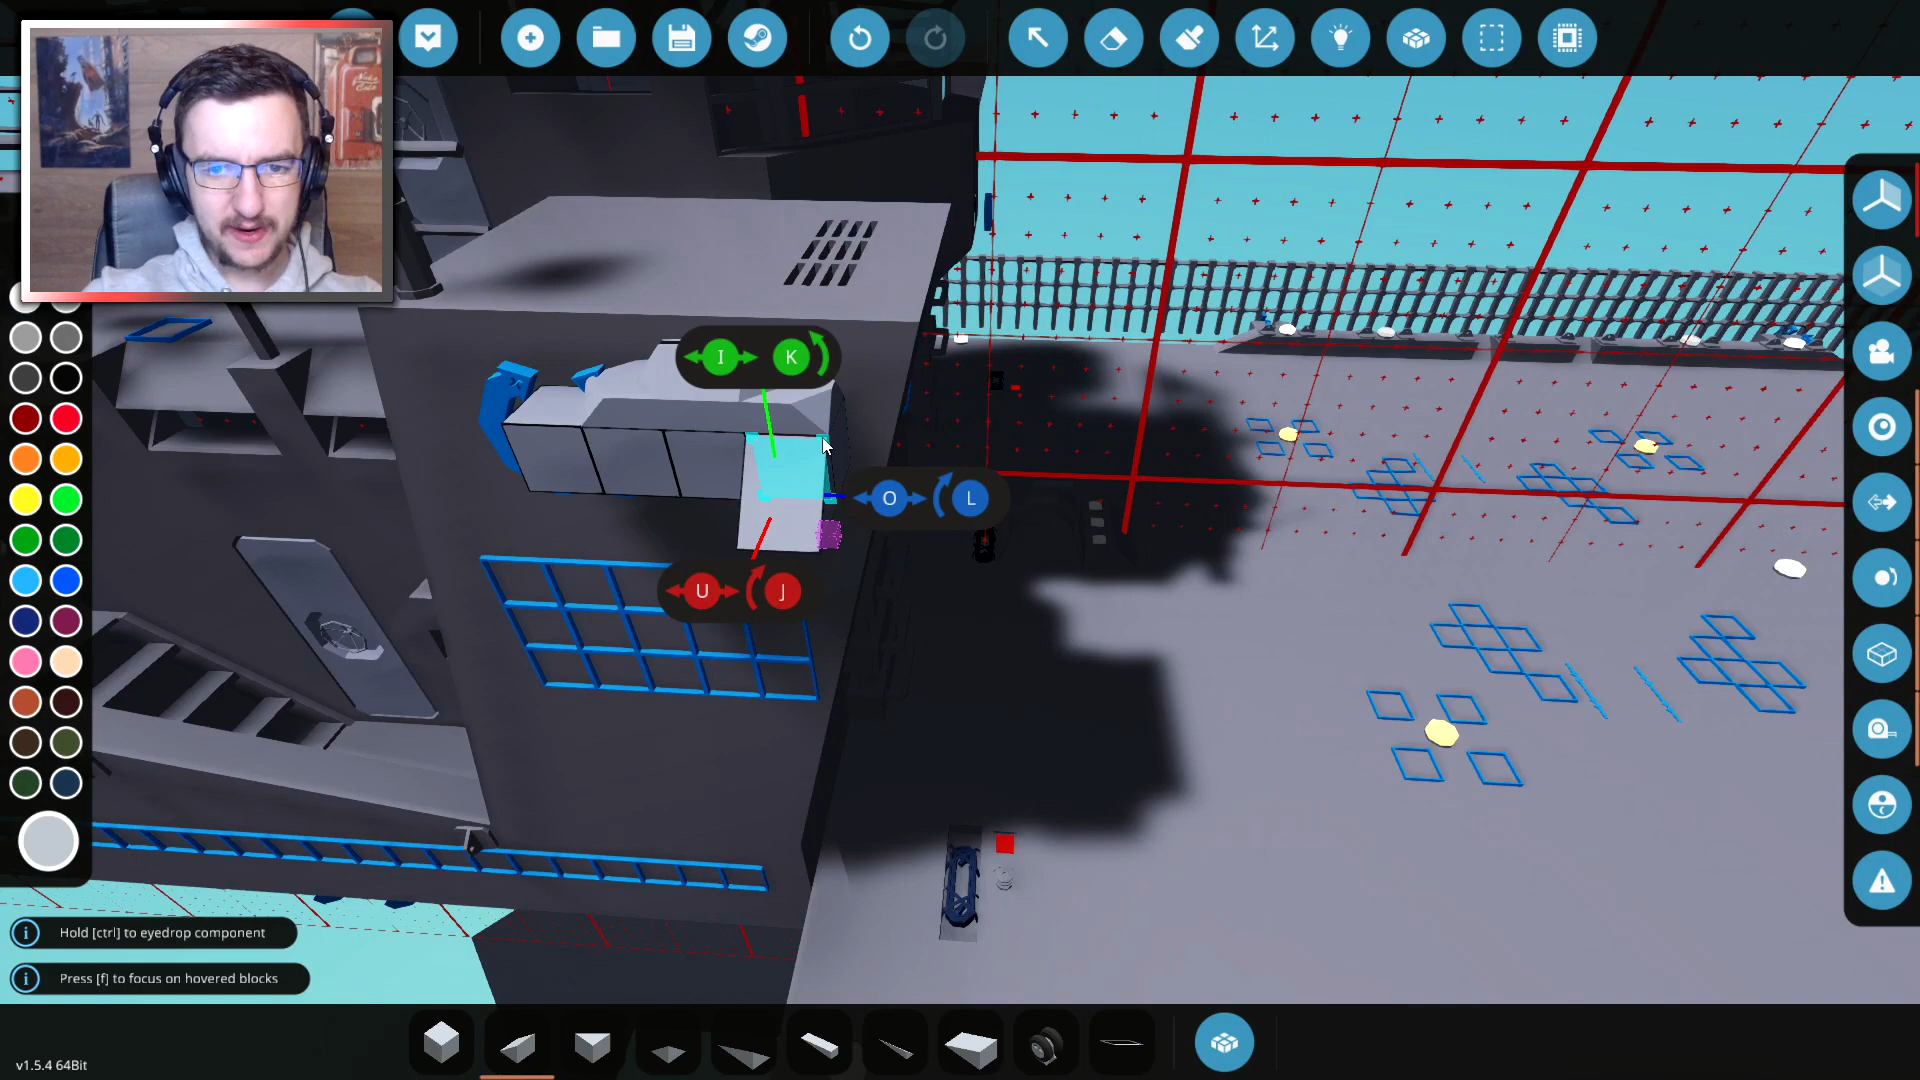 I K
O L
U J
Hold [ctrl] to eyedrop component
Press [f] to focus on hovered blocks
v1.5.4 64Bit